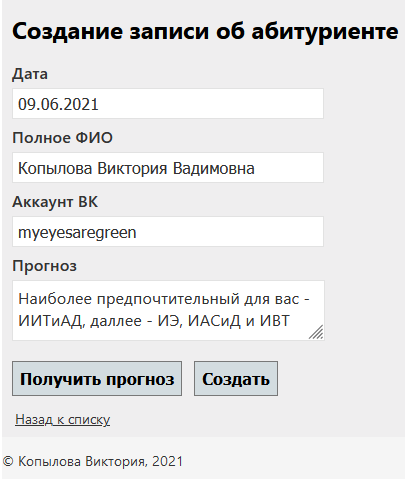 Создание записи об абитуриенте
Дата
09.06.2021
Полное ФИО
Копылова Виктория Вадимовна
Аккаунт ВК
myeyesaregreen
Прогноз
Наиболее предпочтительный для вас -
ИИТиАД, даллее - ИЭ, ИАСиД и ИВТ
Получить прогноз Создать
Назад к списку
© Копылова Виктория, 2021